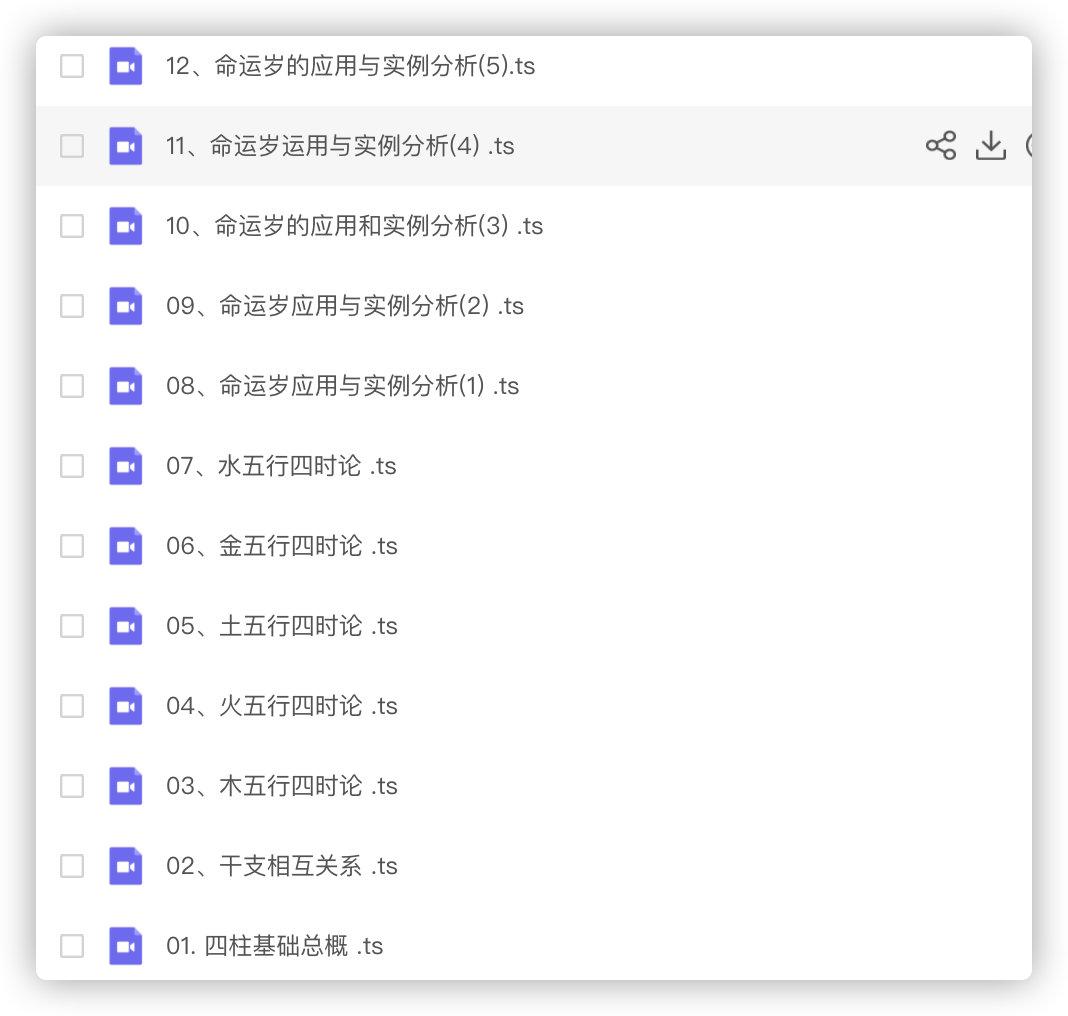 12、命运岁的应用与实例分析(5).ts
11、命运岁运用与实例分析(4) .ts
10、命运岁的应用和实例分析(3) .ts
09、命运岁应用与实例分析(2) .ts
08、命运岁应用与实例分析(1) .ts
07、水五行四时论 .ts
06、金五行四时论 .ts
05、土五行四时论 .ts
04、火五行四时论 .ts
03、木五行四时论 .ts
02、干支相互关系 .ts
01. 四柱基础总概 .ts